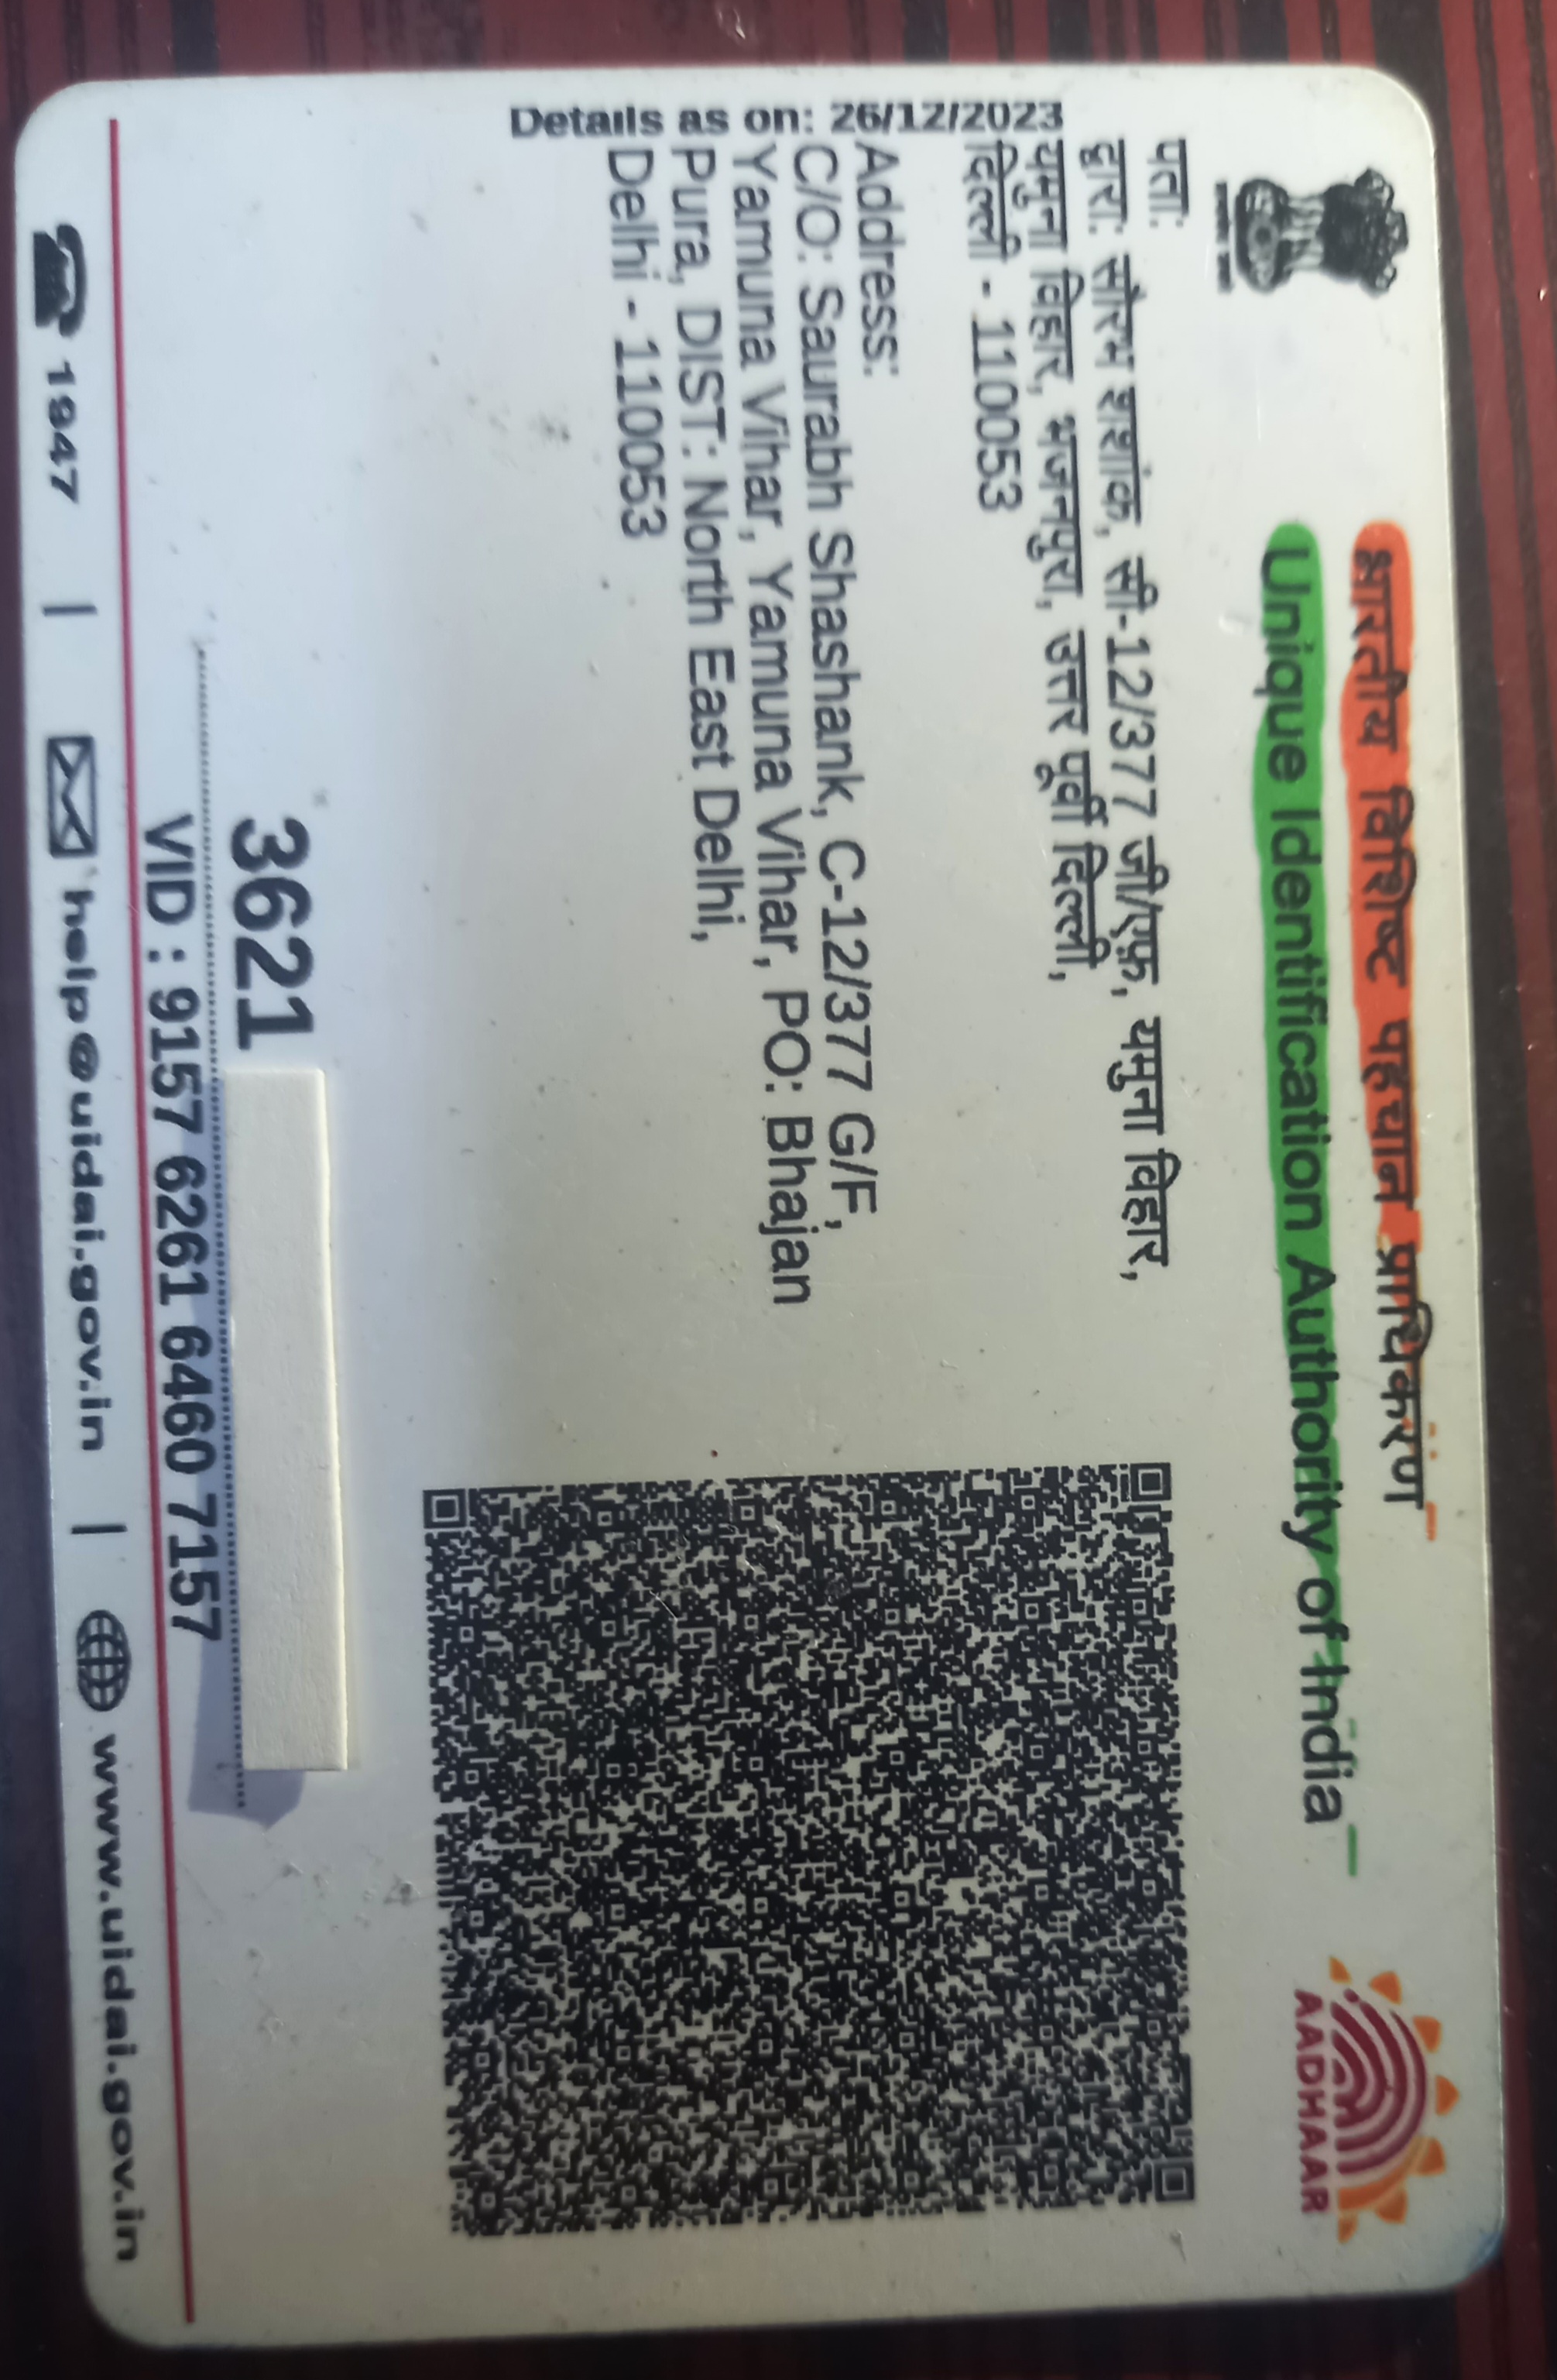 भारतीय विशिष्ट पहचान प्राधिकरण
Unique Identification Authority of India
AADHAAR
Details as on: 26/12/2023
पता:
द्वारा: सौरभ शशांक, सी-12/377 जी/एफ़, यमुना विहार,
यमुना विहार, भजनपुरा, उत्तर पूर्वी दिल्ली,
दिल्ली - 110053
Address:
C/O: Saurabh Shashank, C-12/377 G/F,
Yamuna Vihar, Yamuna Vihar, PO: Bhajan
Pura, DIST: North East Delhi,
Delhi - 110053
3621
VID : 9157 6261 6460 7157
1947 | help@uidai.gov.in | www.uidai.gov.in